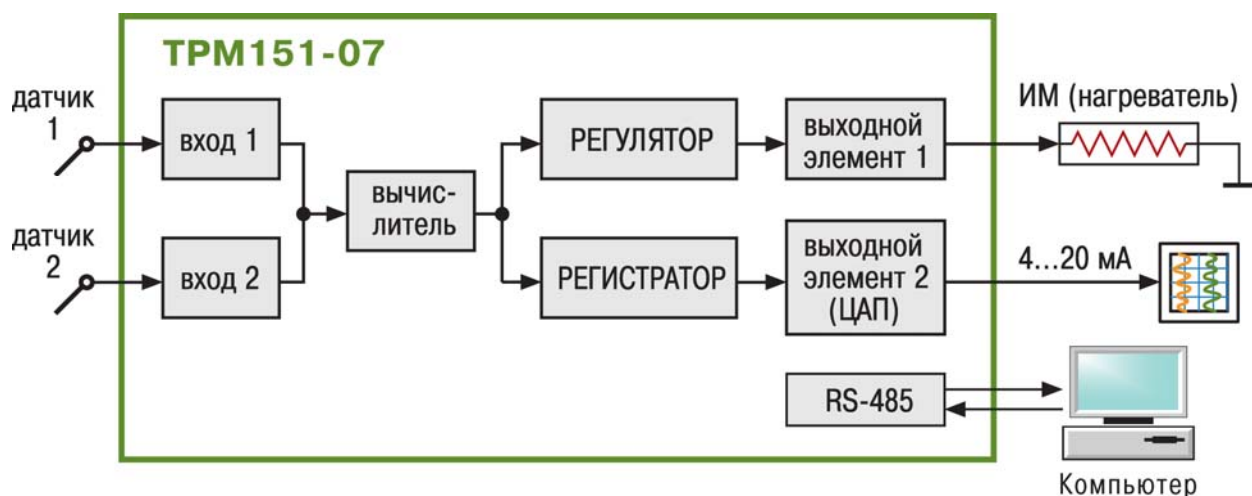 ТРМ151-07
датчик
1
вход 1
датчик
2
вход 2
вычис-
литель
РЕГУЛЯТОР
выходной
элемент 1
ИМ (нагреватель)
РЕГИСТРАТОР
выходной
элемент 2
(ЦАП)
4...20 мА
RS-485
Компьютер